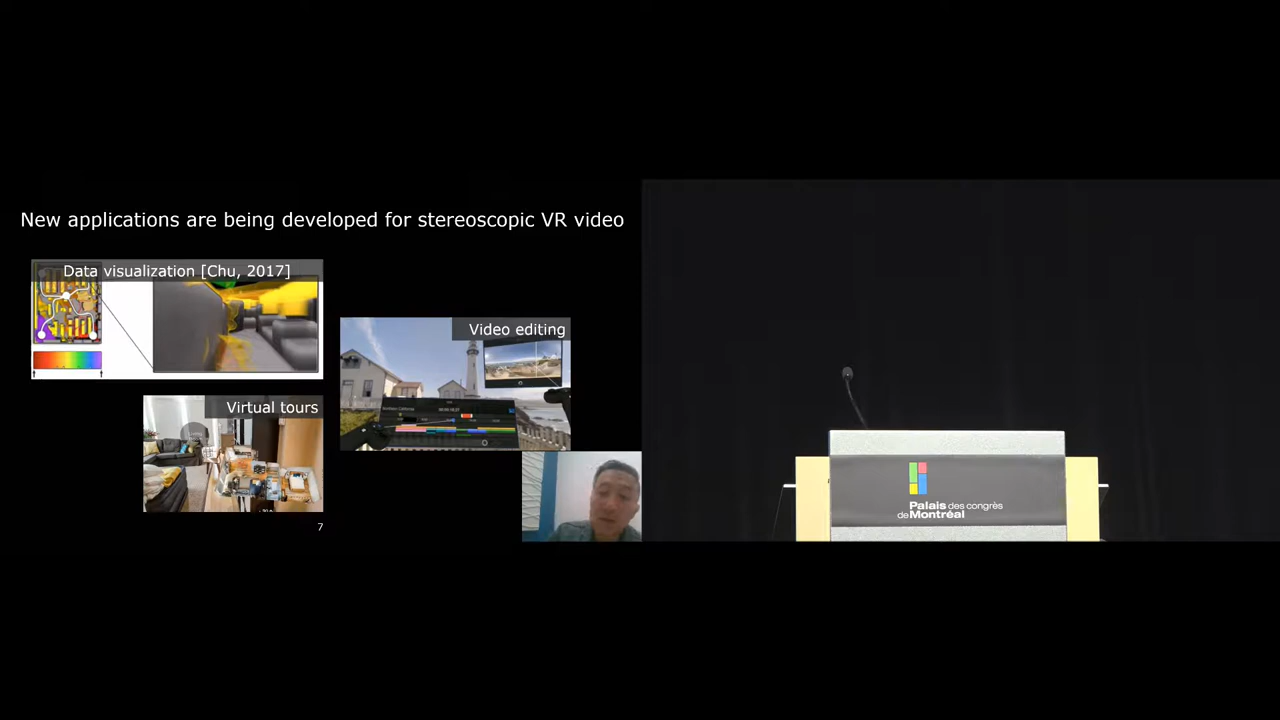 New applications are being developed for stereoscopic VR video
Data visualization [Chu, 2017]
Video editing
Virtual tours
7
Palais des congrès
de Montréal